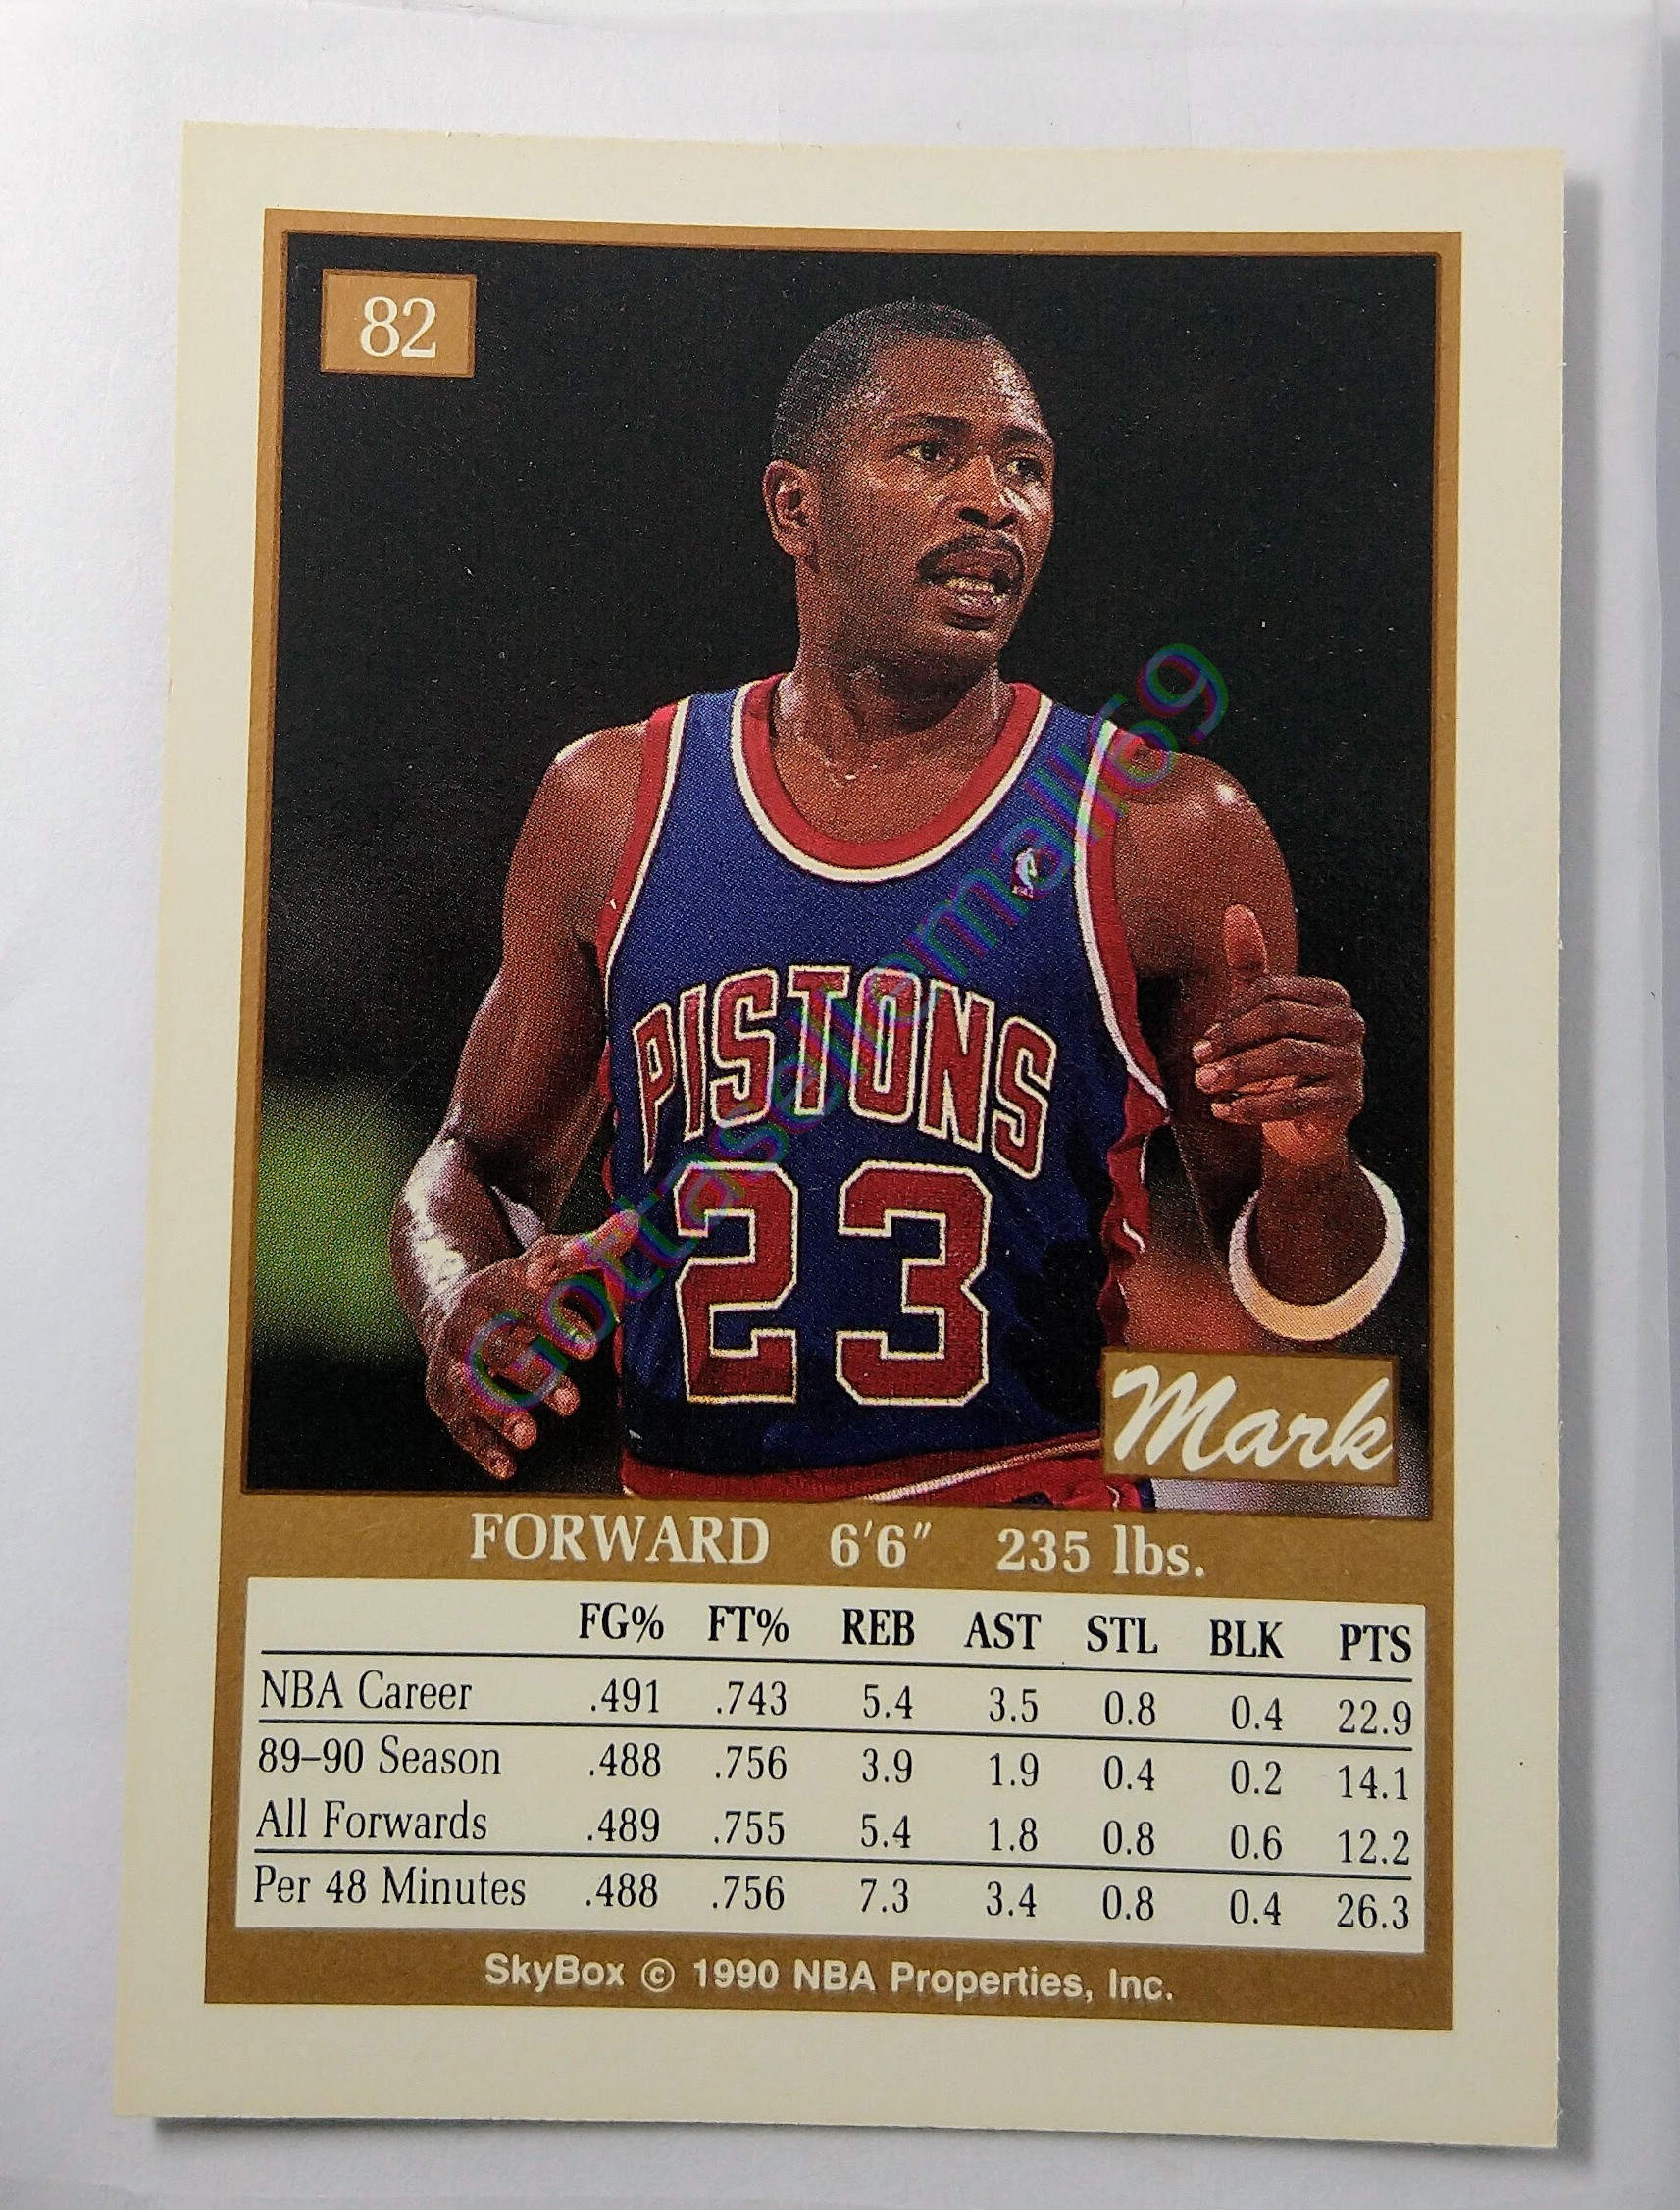 82
PISTONS
23
Gottasellemall69
Mark
FORWARD 6'6" 235 lbs.
FG% FT% REB AST STL BLK PTS
NBA Career .491 .743 5.4 3.5 0.8 0.4 22.9
89–90 Season .488 .756 3.9 1.9 0.4 0.2 14.1
All Forwards .489 .755 5.4 1.8 0.8 0.6 12.2
Per 48 Minutes .488 .756 7.3 3.4 0.8 0.4 26.3
SkyBox © 1990 NBA Properties, Inc.